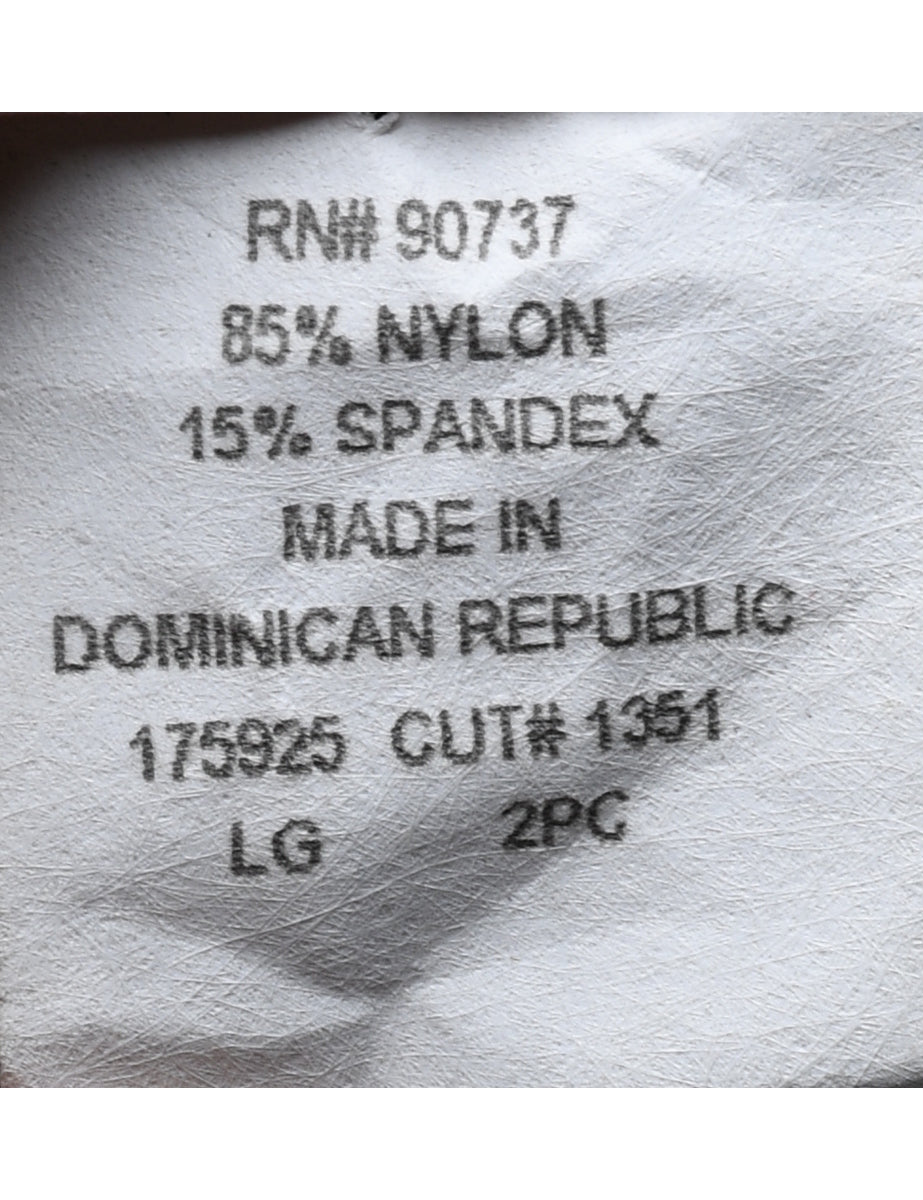 RN# 90737
85% NYLON
15% SPANDEX
MADE IN
DOMINICAN REPUBLIC
175925 CUT# 1351
LG 2PC